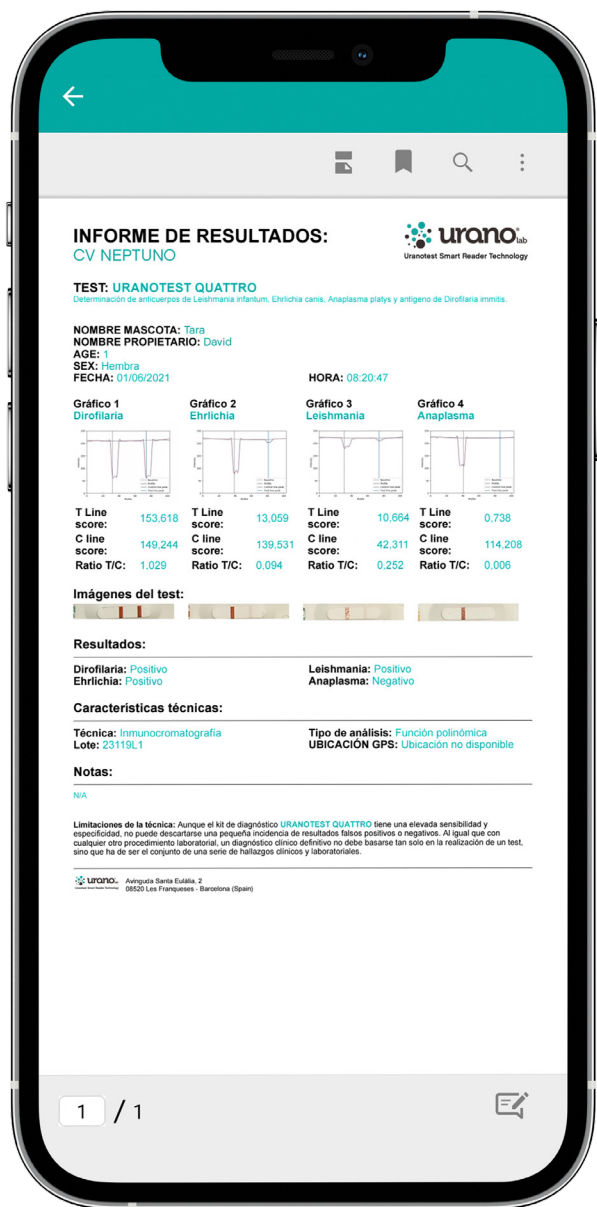 INFORME DE RESULTADOS:
CV NEPTUNO
urano lab
Uranotest Smart Reader Technology
TEST: URANOTEST QUATTRO
Determinación de anticuerpos de Leishmania infantum, Ehrlichia canis, Anaplasma platys y antígeno de Dirofilaria immitis.
NOMBRE MASCOTA: Tara
NOMBRE PROPIETARIO: David
AGE: 1
SEX: Hembra
FECHA: 01/06/2021 HORA: 08:20:47
Gráfico 1 Gráfico 2 Gráfico 3 Gráfico 4
Dirofilaria Ehrlichia Leishmania Anaplasma
T Line score: 153,618 T Line score: 13,059 T Line score: 10,664 T Line score: 0,738
C line score: 149,244 C line score: 139,531 C line score: 42,311 C line score: 114,208
Ratio T/C: 1,029 Ratio T/C: 0,094 Ratio T/C: 0,252 Ratio T/C: 0,006
Imágenes del test:
Resultados:
Dirofilaria: Positivo Leishmania: Positivo
Ehrlichia: Positivo Anaplasma: Negativo
Características técnicas:
Técnica: Inmunocromatografía Tipo de análisis: Función polinómica
Lote: 23119L1 UBICACIÓN GPS: Ubicación no disponible
Notas:
N/A
Limitaciones de la técnica: Aunque el kit de diagnóstico URANOTEST QUATTRO tiene una elevada sensibilidad y
especificidad, no puede descartarse una pequeña incidencia de resultados falsos positivos o negativos. Al igual que con
cualquier otro procedimiento laboratorial, un diagnóstico clínico definitivo no debe basarse tan solo en la realización de un test,
sino que ha de ser el conjunto de una serie de hallazgos clínicos y laboratoriales.
urano Avinguda Santa Eulàlia, 2
08520 Les Franqueses - Barcelona (Spain)
1 / 1